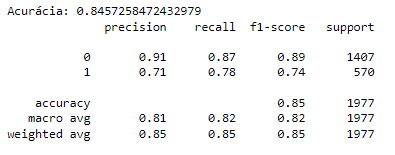 Acurácia: 0.8457258472432979
precision recall f1-score support
0 0.91 0.87 0.89 1407
1 0.71 0.78 0.74 570
accuracy 0.85 1977
macro avg 0.81 0.82 0.82 1977
weighted avg 0.85 0.85 0.85 1977